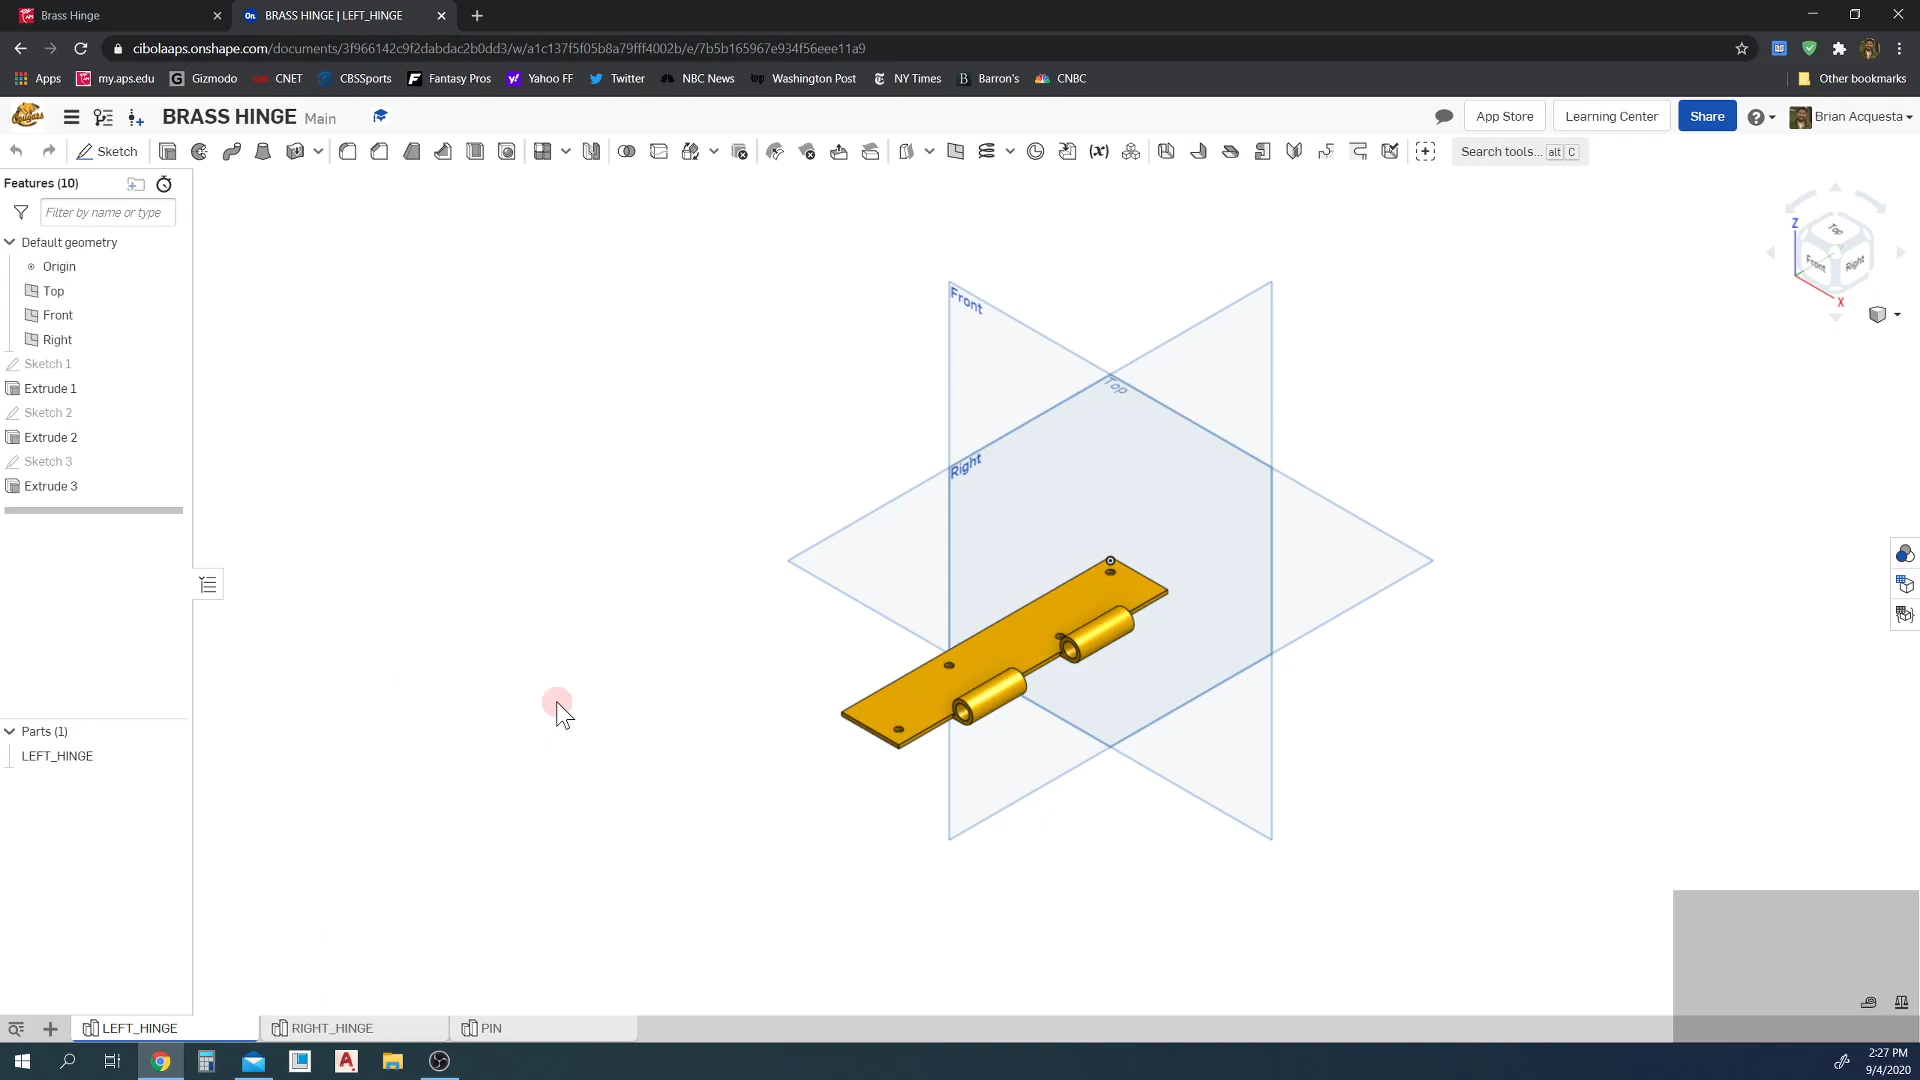 Brass Hinge
BRASS HINGE | LEFT_HINGE
cibolaaps.onshape.com/documents/3f966142c9f2dabdac2b0dd3/w/a1c137f5f05b8a79fff4002b/e/7b5b165967e934f56eee11a9
Apps my.aps.edu Gizmodo CNET CBSSports Fantasy Pros Yahoo FF Twitter NBC News Washington Post NY Times Barron's CNBC Other bookmarks
BRASS HINGE Main App Store Learning Center Share Brian Acquesta
Sketch Search tools... alt C
Features (10)
Filter by name or type
Default geometry
Origin
Top
Front
Right
Sketch 1
Extrude 1
Sketch 2
Extrude 2
Sketch 3
Extrude 3
Parts (1)
LEFT_HINGE
Front
Top
Right
Z
Top
Front
Right
X
LEFT_HINGE RIGHT_HINGE PIN
2:27 PM
9/4/2020